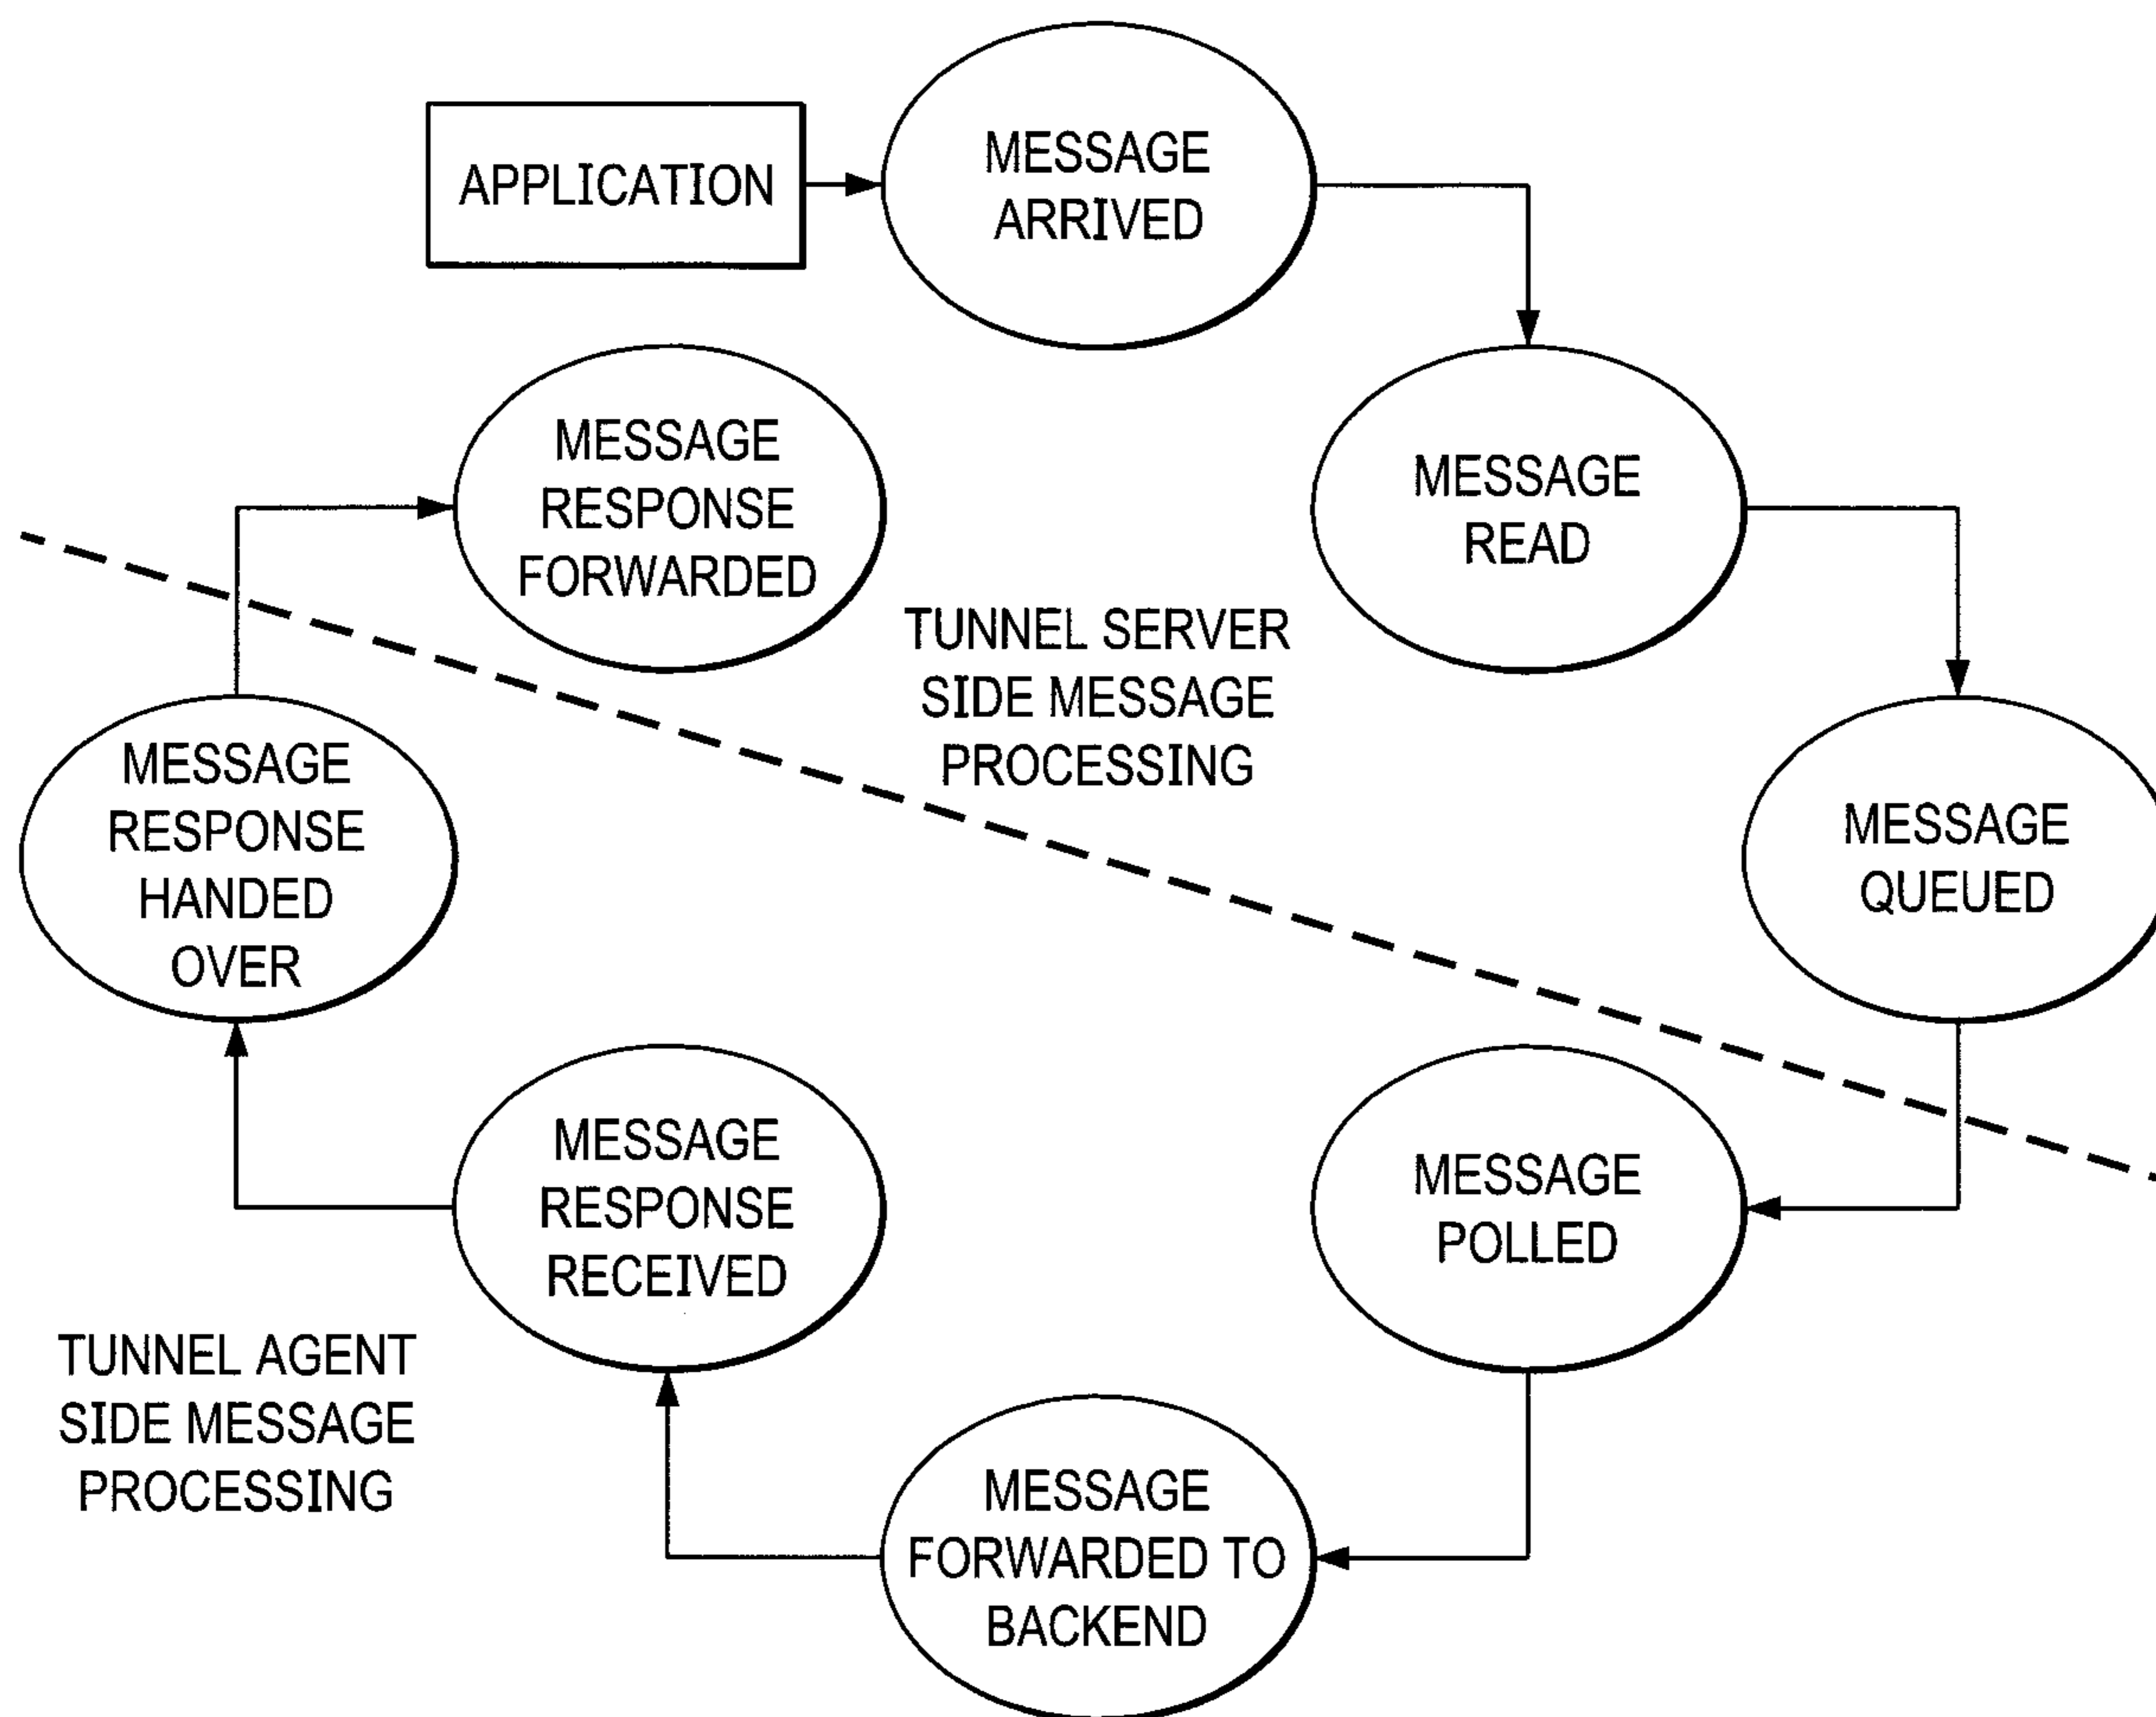 APPLICATION
MESSAGE
ARRIVED
MESSAGE
READ
MESSAGE
QUEUED
MESSAGE
POLLED
MESSAGE
FORWARDED TO
BACKEND
MESSAGE
RESPONSE
RECEIVED
MESSAGE
RESPONSE
HANDED
OVER
MESSAGE
RESPONSE
FORWARDED
TUNNEL SERVER
SIDE MESSAGE
PROCESSING
TUNNEL AGENT
SIDE MESSAGE
PROCESSING